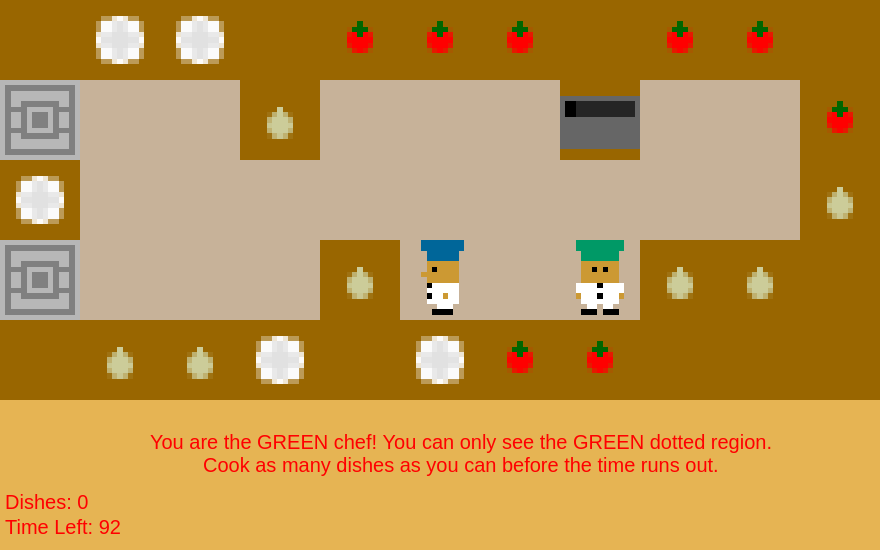 You are the GREEN chef! You can only see the GREEN dotted region.
Cook as many dishes as you can before the time runs out.
Dishes: 0
Time Left: 92